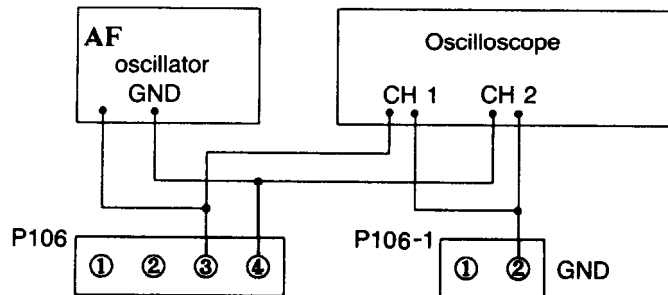 AF
oscillator
GND
Oscilloscope
CH 1 CH 2
P106
① ② ③ ④
P106-1
① ② GND